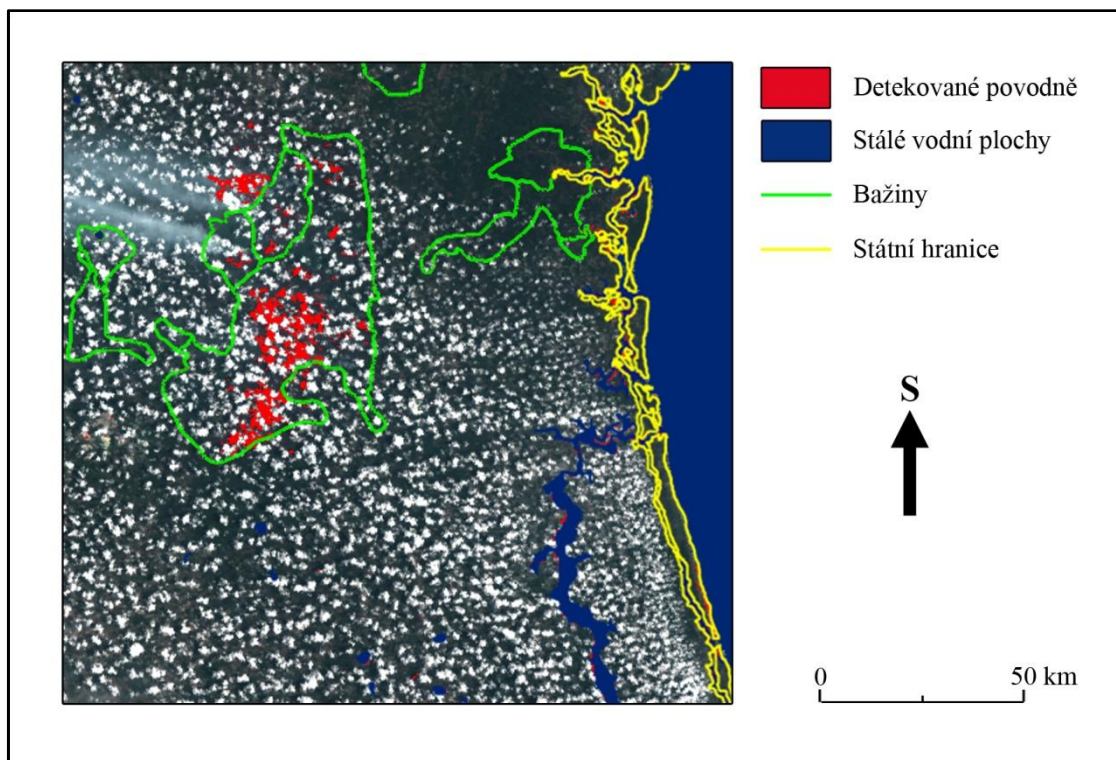 Detekované povodně
Stálé vodní plochy
Bažiny
Státní hranice
S
0 50 km